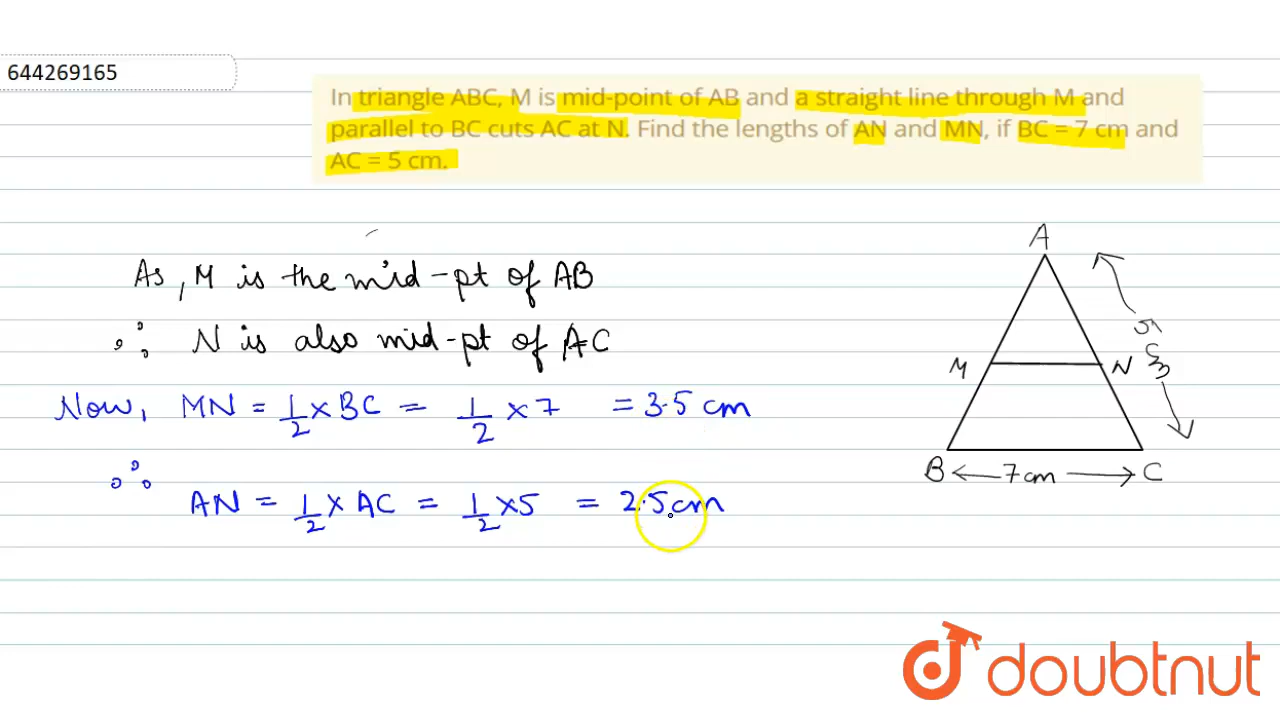 644269165
In triangle ABC, M is mid-point of AB and a straight line through M and
parallel to BC cuts AC at N. Find the lengths of AN and MN, if BC = 7 cm and
AC = 5 cm.
As, M is the mid-pt of AB
∴ N is also mid-pt of AC
Now, MN = 1/2 × BC = 1/2 × 7 = 3.5 cm
∴ AN = 1/2 × AC = 1/2 × 5 = 2.5 cm
A
5 cm
M N
B 7 cm C
doubtnut